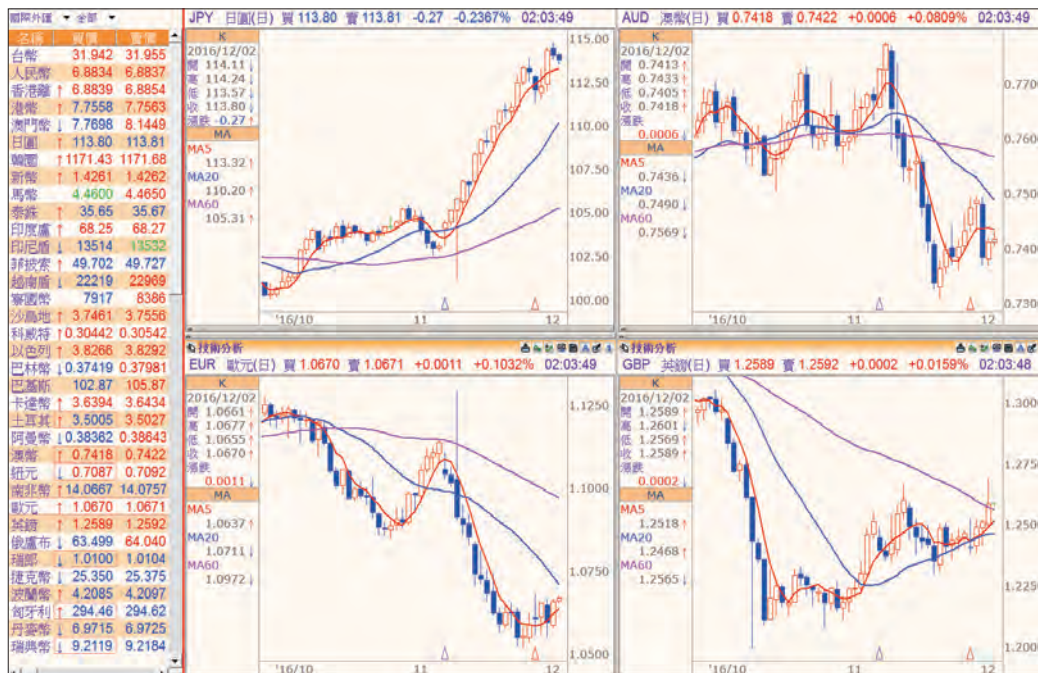 國際外匯 全部
名稱 買價 賣價
台幣 31.942 31.955
人民幣 6.8834 6.8837
香港離 ↑ 6.8839 6.8854
港幣 ↑ 7.7558 7.7563
澳門幣 ↓ 7.7698 8.1449
日圓 ↑ 113.80 113.81
韓圜 ↑ 1171.43 1171.68
新幣 ↑ 1.4261 1.4262
馬幣 4.4600 4.4650
泰銖 ↑ 35.65 35.67
印度盧 ↑ 68.25 68.27
印尼盾 ↓ 13514 13532
菲披索 ↑ 49.702 49.727
越南盾 ↓ 22219 22969
寮國幣 7917 8386
沙烏地 ↑ 3.7461 3.7556
科威特 ↑ 0.30442 0.30542
以色列 ↑ 3.8266 3.8292
巴林幣 ↓ 0.37419 0.37981
巴基斯 102.87 105.87
卡達幣 ↑ 3.6394 3.6434
土耳其 ↑ 3.5005 3.5027
阿曼幣 ↓ 0.38362 0.38643
澳幣 ↑ 0.7418 0.7422
紐元 ↓ 0.7087 0.7092
南非幣 ↑ 14.0667 14.0757
歐元 ↑ 1.0670 1.0671
英鎊 ↑ 1.2589 1.2592
俄盧布 ↓ 63.499 64.040
瑞郎 ↓ 1.0100 1.0104
捷克幣 ↓ 25.350 25.375
波蘭幣 ↑ 4.2085 4.2097
匈牙利 ↑ 294.46 294.62
丹麥幣 ↓ 6.9715 6.9725
瑞典幣 ↓ 9.2119 9.2184
JPY 日圓(日) 買 113.80 賣 113.81 -0.27 -0.2367% 02:03:49
K
2016/12/02
開 114.11 ↓
高 114.24 ↓
低 113.57 ↓
收 113.80 ↓
漲跌 -0.27 ↑
MA
MA5
113.32 ↑
MA20
110.20 ↑
MA60
105.31 ↑
115.00
112.50
110.00
107.50
105.00
102.50
100.00
'16/10 11 12
AUD 澳幣(日) 買 0.7418 賣 0.7422 +0.0006 +0.0809% 02:03:49
K
2016/12/02
開 0.7413 ↑
高 0.7433 ↑
低 0.7405 ↑
收 0.7418 ↑
漲跌
0.0006 ↓
MA
MA5
0.7436 ↓
MA20
0.7490 ↓
MA60
0.7569 ↓
0.7700
0.7600
0.7500
0.7400
0.7300
'16/10 11 12
技術分析
EUR 歐元(日) 買 1.0670 賣 1.0671 +0.0011 +0.1032% 02:03:49
K
2016/12/02
開 1.0661 ↑
高 1.0677 ↑
低 1.0655 ↑
收 1.0670 ↑
漲跌
0.0011 ↓
MA
MA5
1.0637 ↑
MA20
1.0711 ↓
MA60
1.0972 ↓
1.1250
1.1000
1.0750
1.0500
'16/10 11 12
技術分析
GBP 英鎊(日) 買 1.2589 賣 1.2592 +0.0002 +0.0159% 02:03:48
K
2016/12/02
開 1.2589 ↑
高 1.2601 ↓
低 1.2569 ↑
收 1.2589 ↑
漲跌
0.0002 ↓
MA
MA5
1.2518 ↑
MA20
1.2468 ↑
MA60
1.2565 ↓
1.3000
1.2750
1.2500
1.2250
1.2000
'16/10 11 12